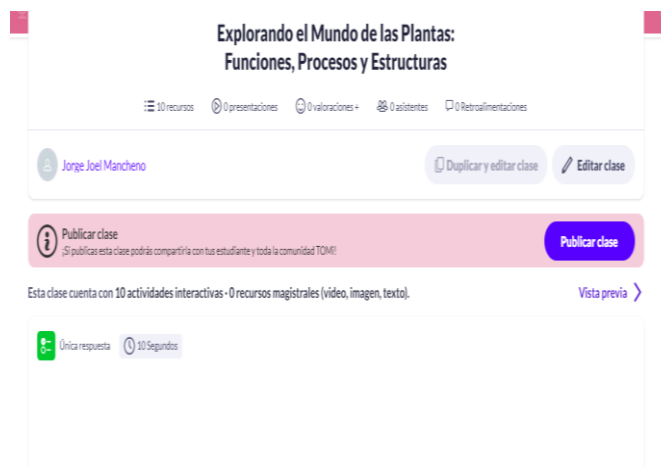 Explorando el Mundo de las Plantas:
Funciones, Procesos y Estructuras
10 recursos 0 presentaciones 0 valoraciones + 0 asistentes 0 Retroalimentaciones
Jorge Joel Mancheno Duplicar y editar clase Editar clase
Publicar clase
¡Si publicas esta clase podrás compartirla con tus estudiante y toda la comunidad TOMi!
Publicar clase
Esta clase cuenta con 10 actividades interactivas - 0 recursos magistrales (video, imagen, texto). Vista previa
Única respuesta 10 Segundos